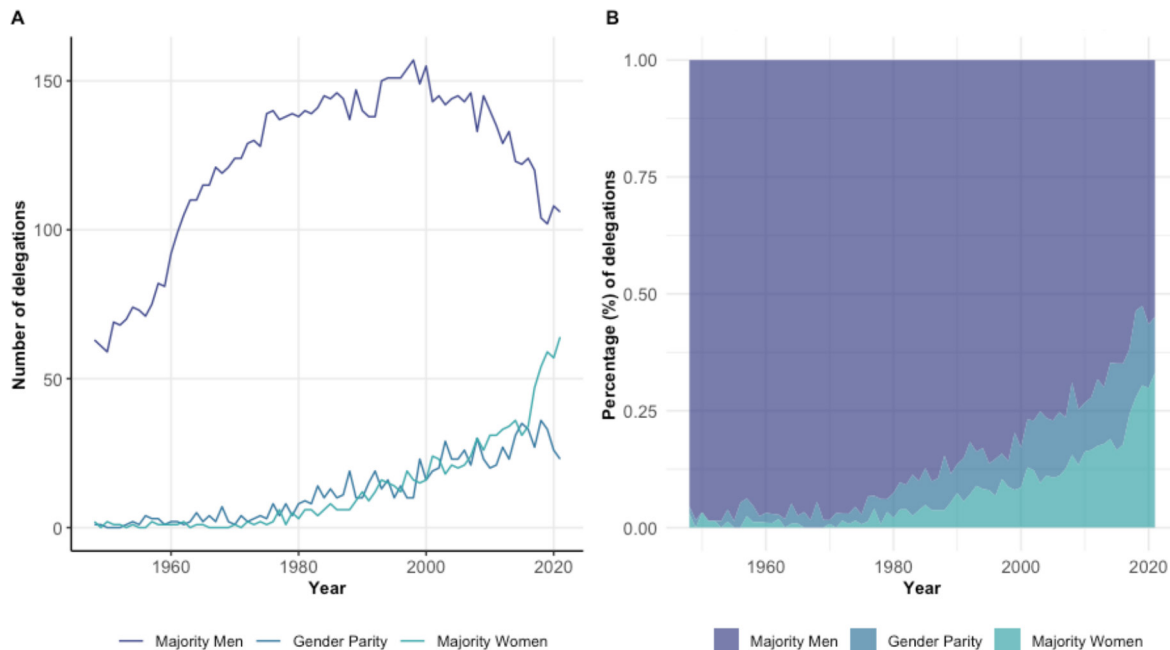 A
Number of delegations
150
100
50
0
1960
1980
2000
2020
Year
Majority Men
Gender Parity
Majority Women
B
Percentage (%) of delegations
1.00
0.75
0.50
0.25
0.00
1960
1980
2000
2020
Year
Majority Men
Gender Parity
Majority Women